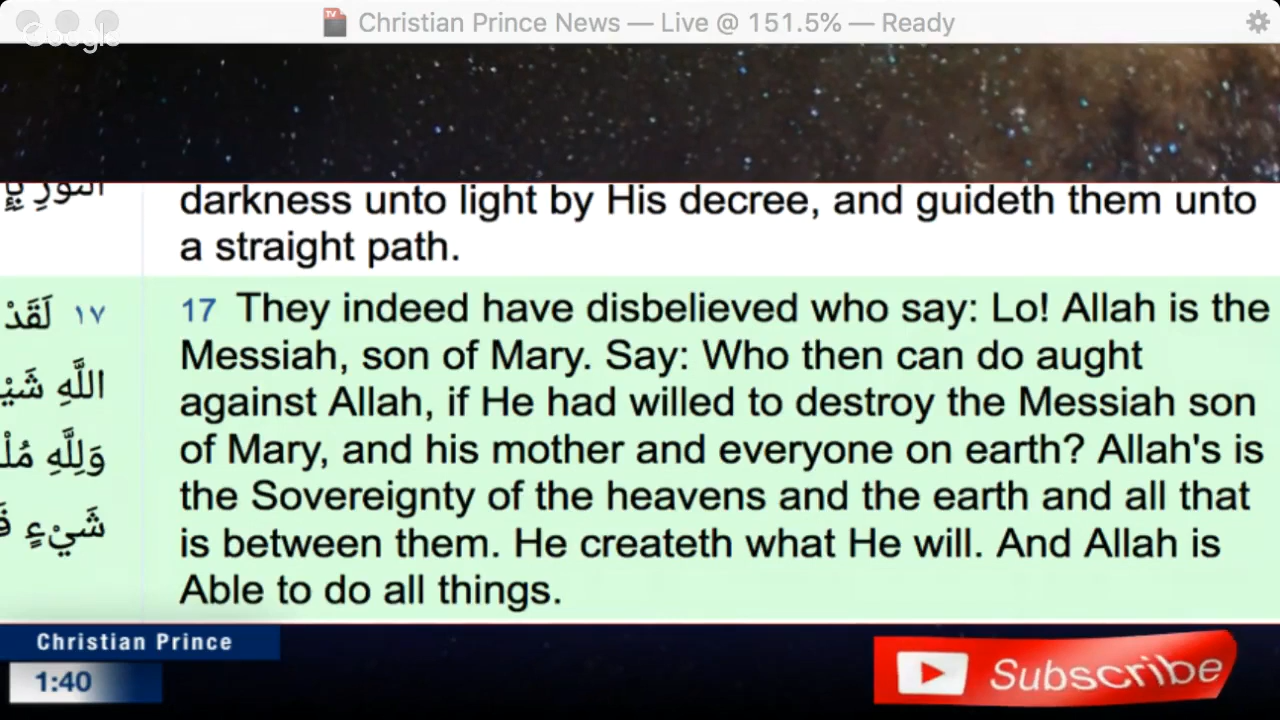 Christian Prince News — Live @ 151.5% — Ready
Google
darkness unto light by His decree, and guideth them unto
a straight path.
١٧ لَقَدْ
17 They indeed have disbelieved who say: Lo! Allah is the
Messiah, son of Mary. Say: Who then can do aught
اللَّهِ
against Allah, if He had willed to destroy the Messiah son
of Mary, and his mother and everyone on earth? Allah's is
وَلِلَّهِ
the Sovereignty of the heavens and the earth and all that
شَيْءٍ
is between them. He createth what He will. And Allah is
Able to do all things.
Christian Prince
1:40
Subscribe